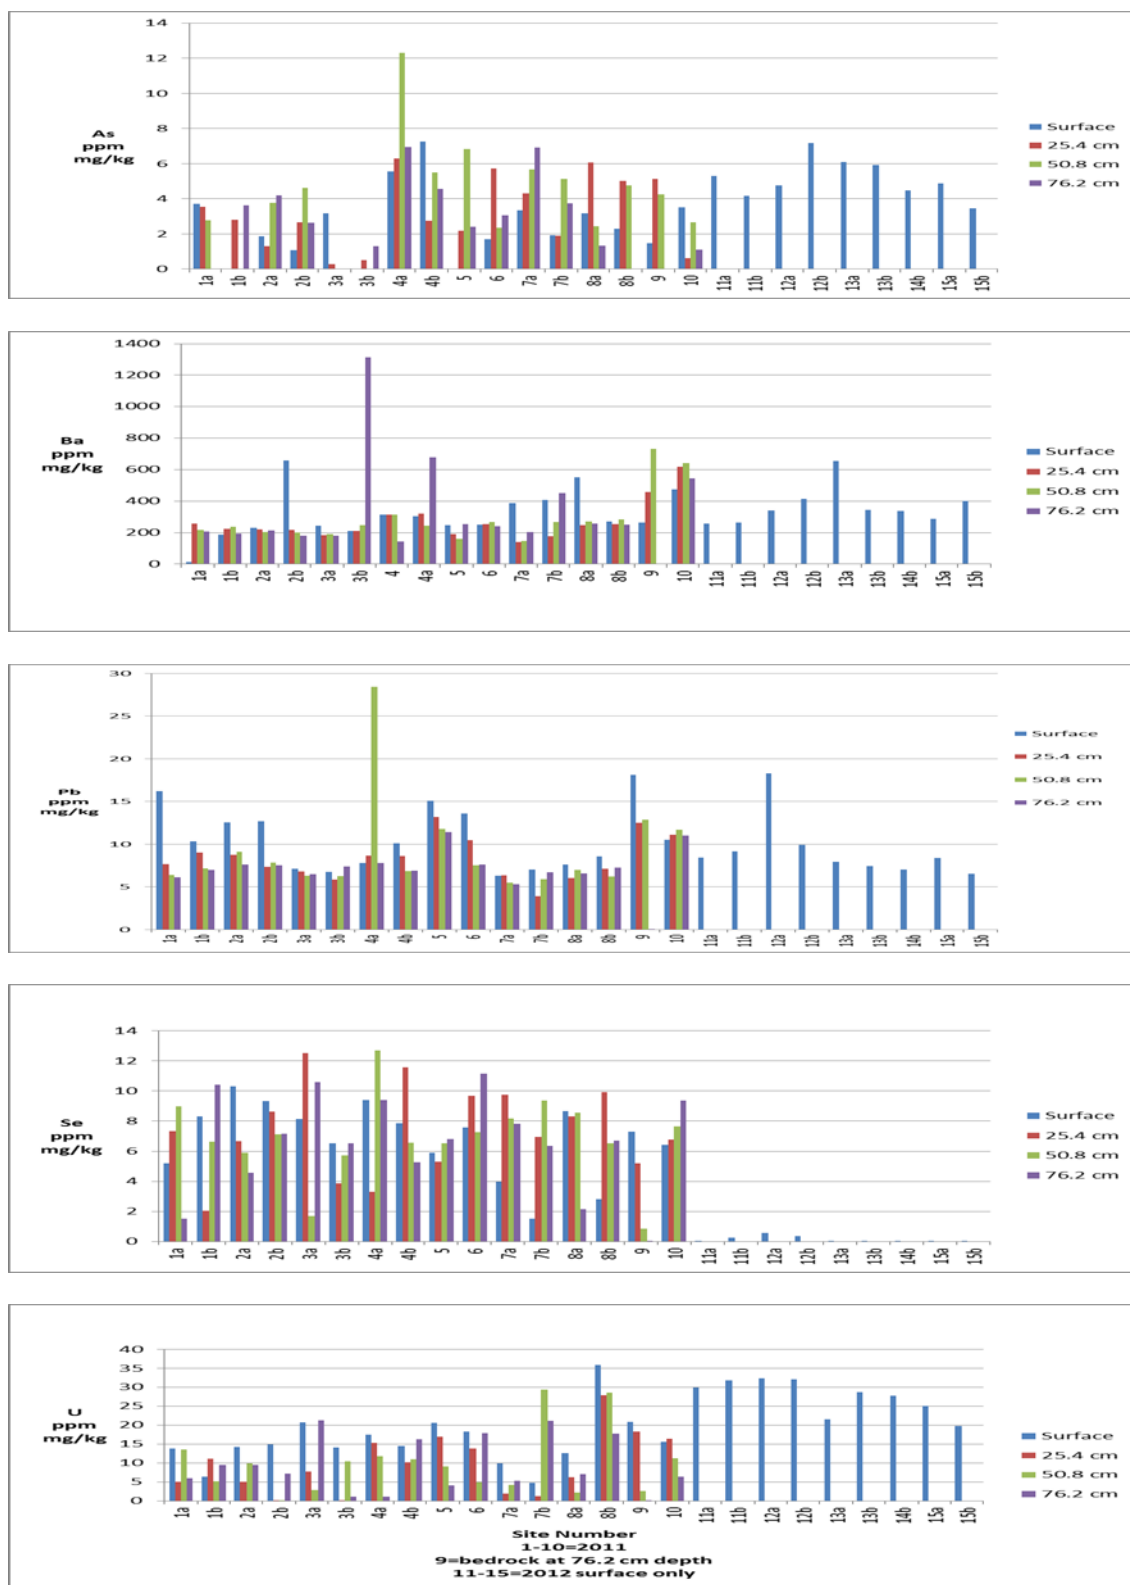 14
12
10
8
6
4
2
0
As
ppm
mg/kg
Surface
25.4 cm
50.8 cm
76.2 cm
1a 1b 2a 2b 3a 3b 4a 4b 5 6 7a 7b 8a 8b 9 10 11a 11b 12a 12b 13a 13b 14b 15a 15b
1400
1200
1000
800
600
400
200
0
Ba
ppm
mg/kg
Surface
25.4 cm
50.8 cm
76.2 cm
1a 1b 2a 2b 3a 3b 4 4a 5 6 7a 7b 8a 8b 9 10 11a 11b 12a 12b 13a 13b 14b 15a 15b
30
25
20
15
10
5
0
Pb
ppm
mg/kg
Surface
25.4 cm
50.8 cm
76.2 cm
1a 1b 2a 2b 3a 3b 4a 4b 5 6 7a 7b 8a 8b 9 10 11a 11b 12a 12b 13a 13b 14b 15a 15b
14
12
10
8
6
4
2
0
Se
ppm
mg/kg
Surface
25.4 cm
50.8 cm
76.2 cm
1a 1b 2a 2b 3a 3b 4a 4b 5 6 7a 7b 8a 8b 9 10 11a 11b 12a 12b 13a 13b 14b 15a 15b
40
35
30
25
20
15
10
5
0
U
ppm
mg/kg
Surface
25.4 cm
50.8 cm
76.2 cm
1a 1b 2a 2b 3a 3b 4a 4b 5 6 7a 7b 8a 8b 9 10 11a 11b 12a 12b 13a 13b 14b 15a 15b
Site Number
1-10=2011
9=bedrock at 76.2 cm depth
11-15=2012 surface only